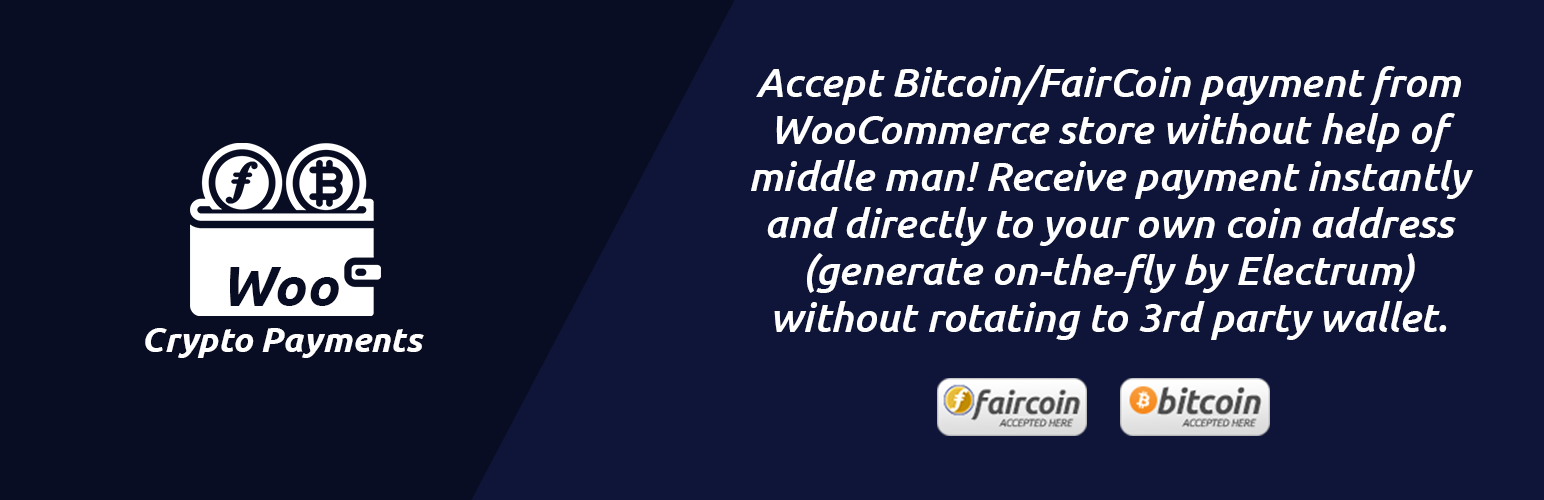 Woo
Crypto Payments
Accept Bitcoin/FairCoin payment from
WooCommerce store without help of
middle man! Receive payment instantly
and directly to your own coin address
(generate on-the-fly by Electrum)
without rotating to 3rd party wallet.
faircoin
ACCEPTED HERE
bitcoin
ACCEPTED HERE